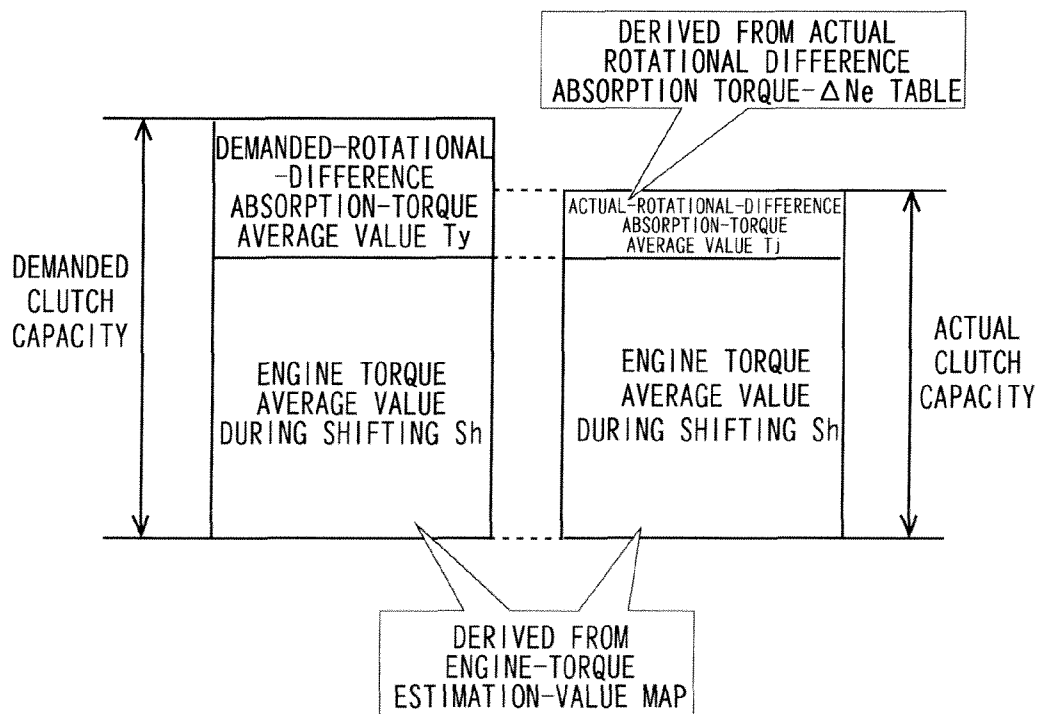 DERIVED FROM ACTUAL
ROTATIONAL DIFFERENCE
ABSORPTION TORQUE-ΔNe TABLE
DEMANDED-ROTATIONAL
-DIFFERENCE
ABSORPTION-TORQUE
AVERAGE VALUE Ty
ACTUAL-ROTATIONAL-DIFFERENCE
ABSORPTION-TORQUE
AVERAGE VALUE Tj
DEMANDED
CLUTCH
CAPACITY
ENGINE TORQUE
AVERAGE VALUE
DURING SHIFTING Sh
ENGINE TORQUE
AVERAGE VALUE
DURING SHIFTING Sh
ACTUAL
CLUTCH
CAPACITY
DERIVED FROM
ENGINE-TORQUE
ESTIMATION-VALUE MAP